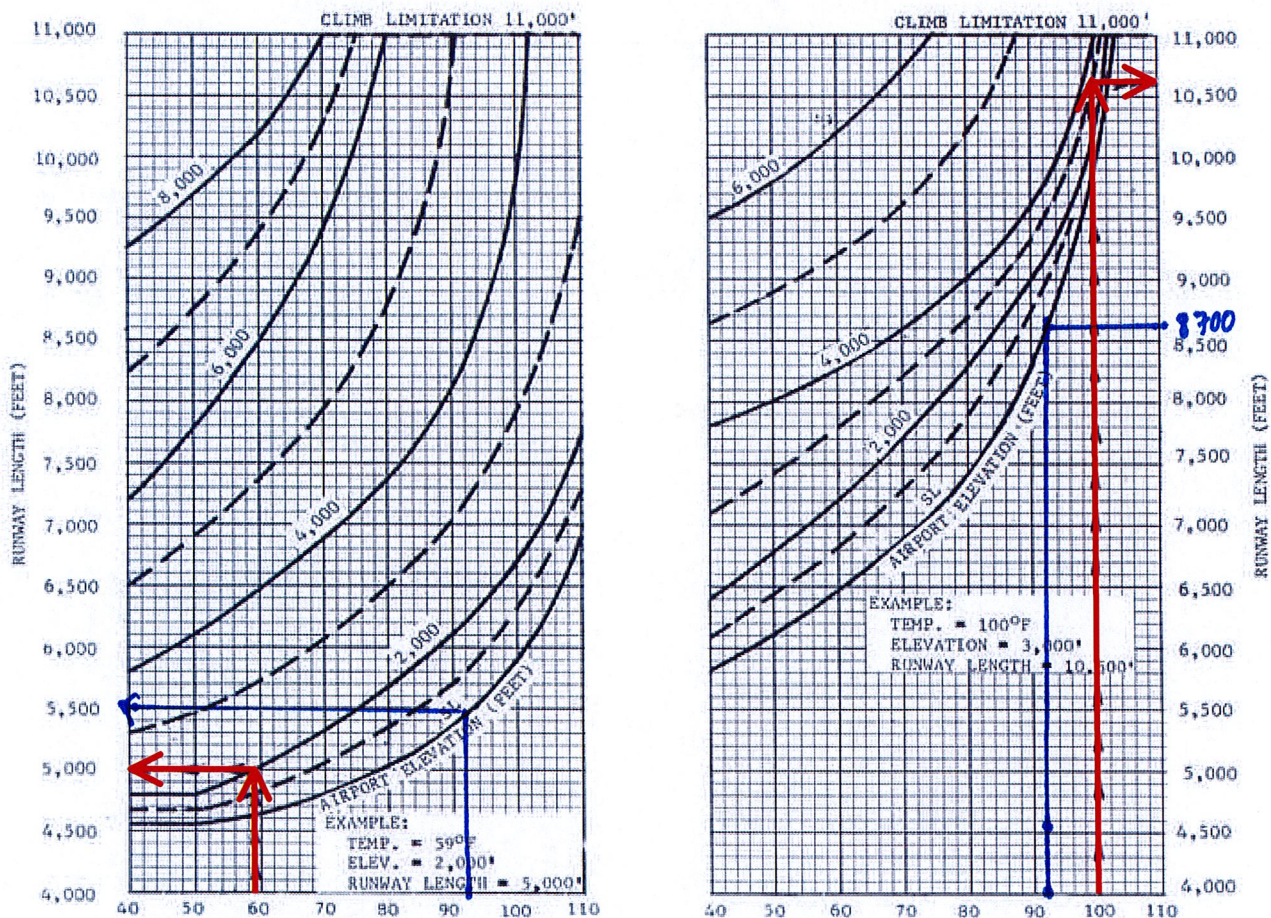 CLIMB LIMITATION 11,000'
11,000
10,500
10,000
9,500
9,000
8,500
8,000
7,500
7,000
6,500
6,000
5,500
5,000
4,500
4,000
RUNWAY LENGTH (FEET)
8,000
6,000
4,000
2,000
SL
AIRPORT ELEVATION (FEET)
EXAMPLE:
TEMP. = 59°F
ELEV. = 2,000'
RUNWAY LENGTH = 5,000'
40 50 60 70 80 90 100 110
CLIMB LIMITATION 11,000'
6,000
4,000
2,000
SL
AIRPORT ELEVATION (FEET)
EXAMPLE:
TEMP. = 100°F
ELEVATION = 3,000'
RUNWAY LENGTH = 10,500'
11,000
10,500
10,000
9,500
9,000
8700
8,500
8,000
7,500
7,000
6,500
6,000
5,500
5,000
4,500
4,000
RUNWAY LENGTH (FEET)
40 50 60 70 80 90 100 110